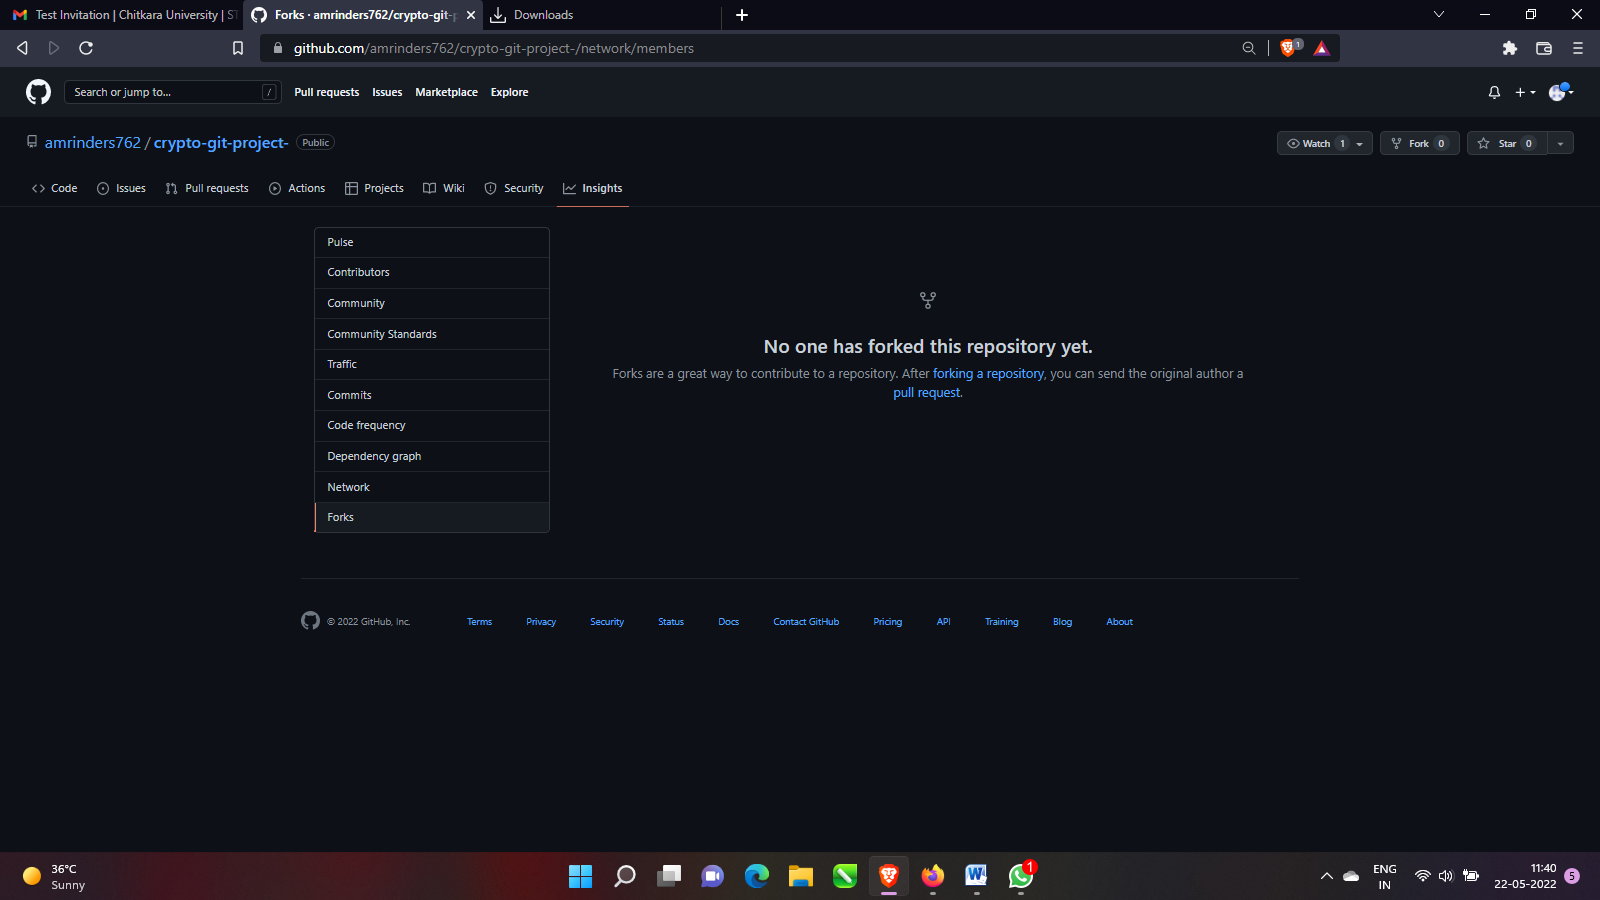 Test Invitation | Chitkara University | ST
Forks · amrinders762/crypto-git-p
Downloads
github.com/amrinders762/crypto-git-project-/network/members
1
Search or jump to...
/
Pull requests
Issues
Marketplace
Explore
amrinders762 / crypto-git-project-
Public
Watch 1
Fork 0
Star 0
Code
Issues
Pull requests
Actions
Projects
Wiki
Security
Insights
Pulse
Contributors
Community
Community Standards
Traffic
Commits
Code frequency
Dependency graph
Network
Forks
No one has forked this repository yet.
Forks are a great way to contribute to a repository. After forking a repository, you can send the original author a
pull request.
© 2022 GitHub, Inc.
Terms
Privacy
Security
Status
Docs
Contact GitHub
Pricing
API
Training
Blog
About
36°C
Sunny
W
1
ENG
IN
11:40
22-05-2022
5